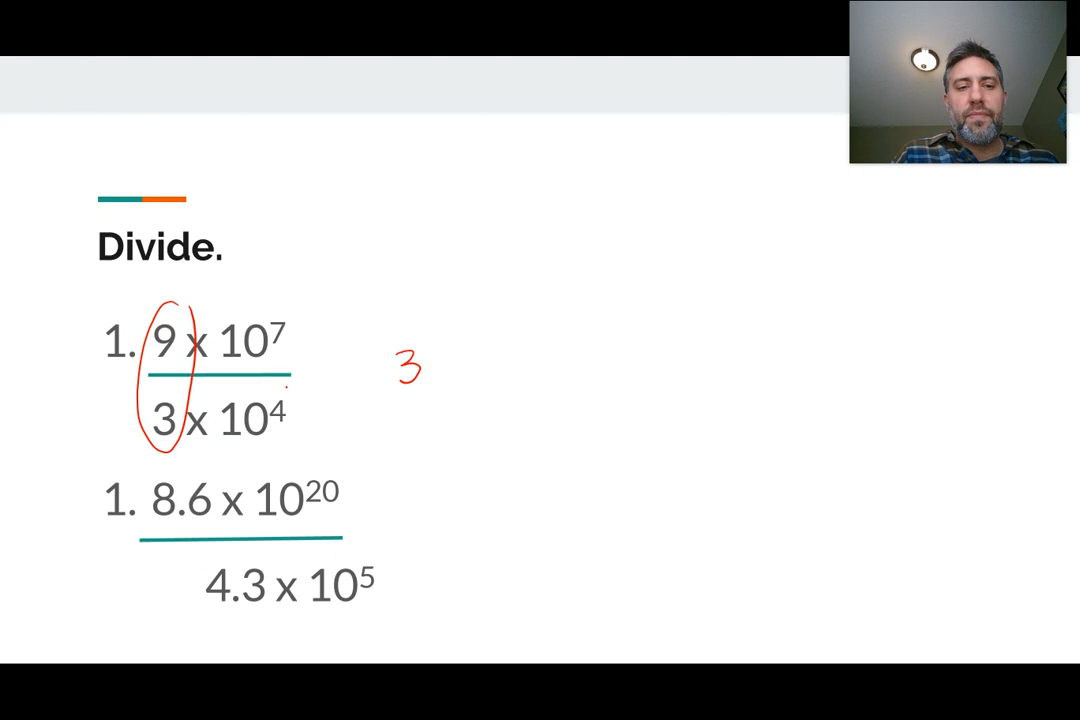 Divide.
1. 9 x 10⁷
3 x 10⁴
3
1. 8.6 x 10²⁰
4.3 x 10⁵